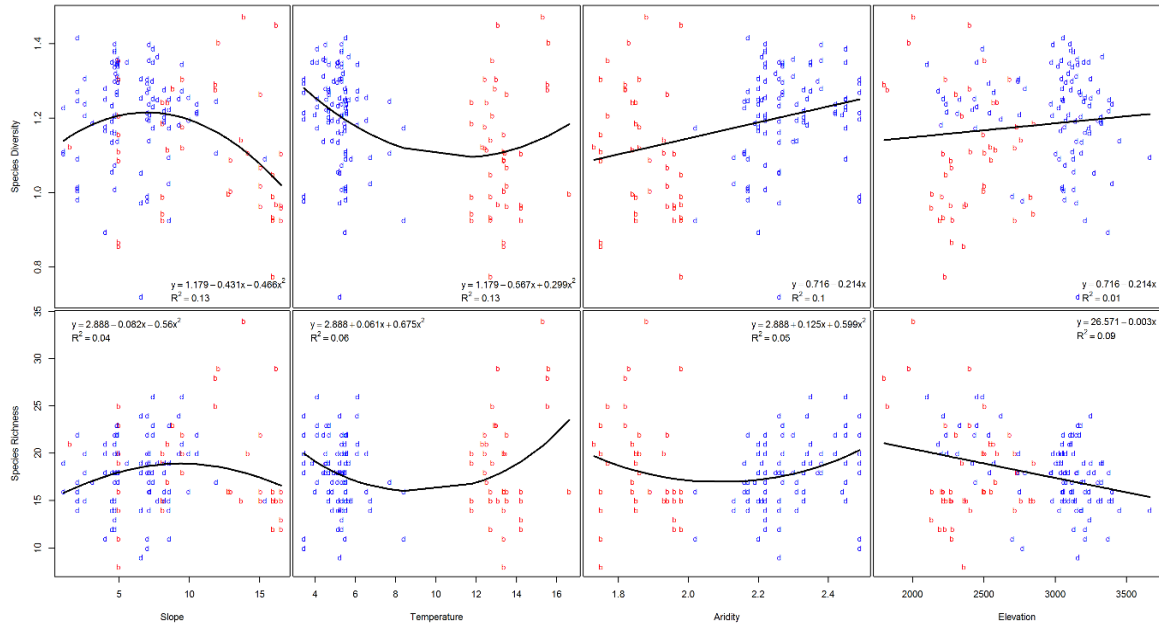 Species Diversity
1.4
1.2
1.0
0.8
y = 1.179 − 0.431x − 0.466x²
R² = 0.13
y = 1.179 − 0.567x + 0.299x²
R² = 0.13
y 0.716 0.214x
R² = 0.1
y 0.716 0.214x
R² = 0.01
Species Richness
35
30
25
20
15
10
y = 2.888 − 0.082x − 0.56x²
R² = 0.04
y = 2.888 + 0.061x + 0.675x²
R² = 0.06
y = 2.888 + 0.125x + 0.599x²
R² = 0.05
y = 26.571 − 0.003x
R² = 0.09
5 10 15
4 6 8 10 12 14 16
1.8 2.0 2.2 2.4
2000 2500 3000 3500
Slope
Temperature
Aridity
Elevation